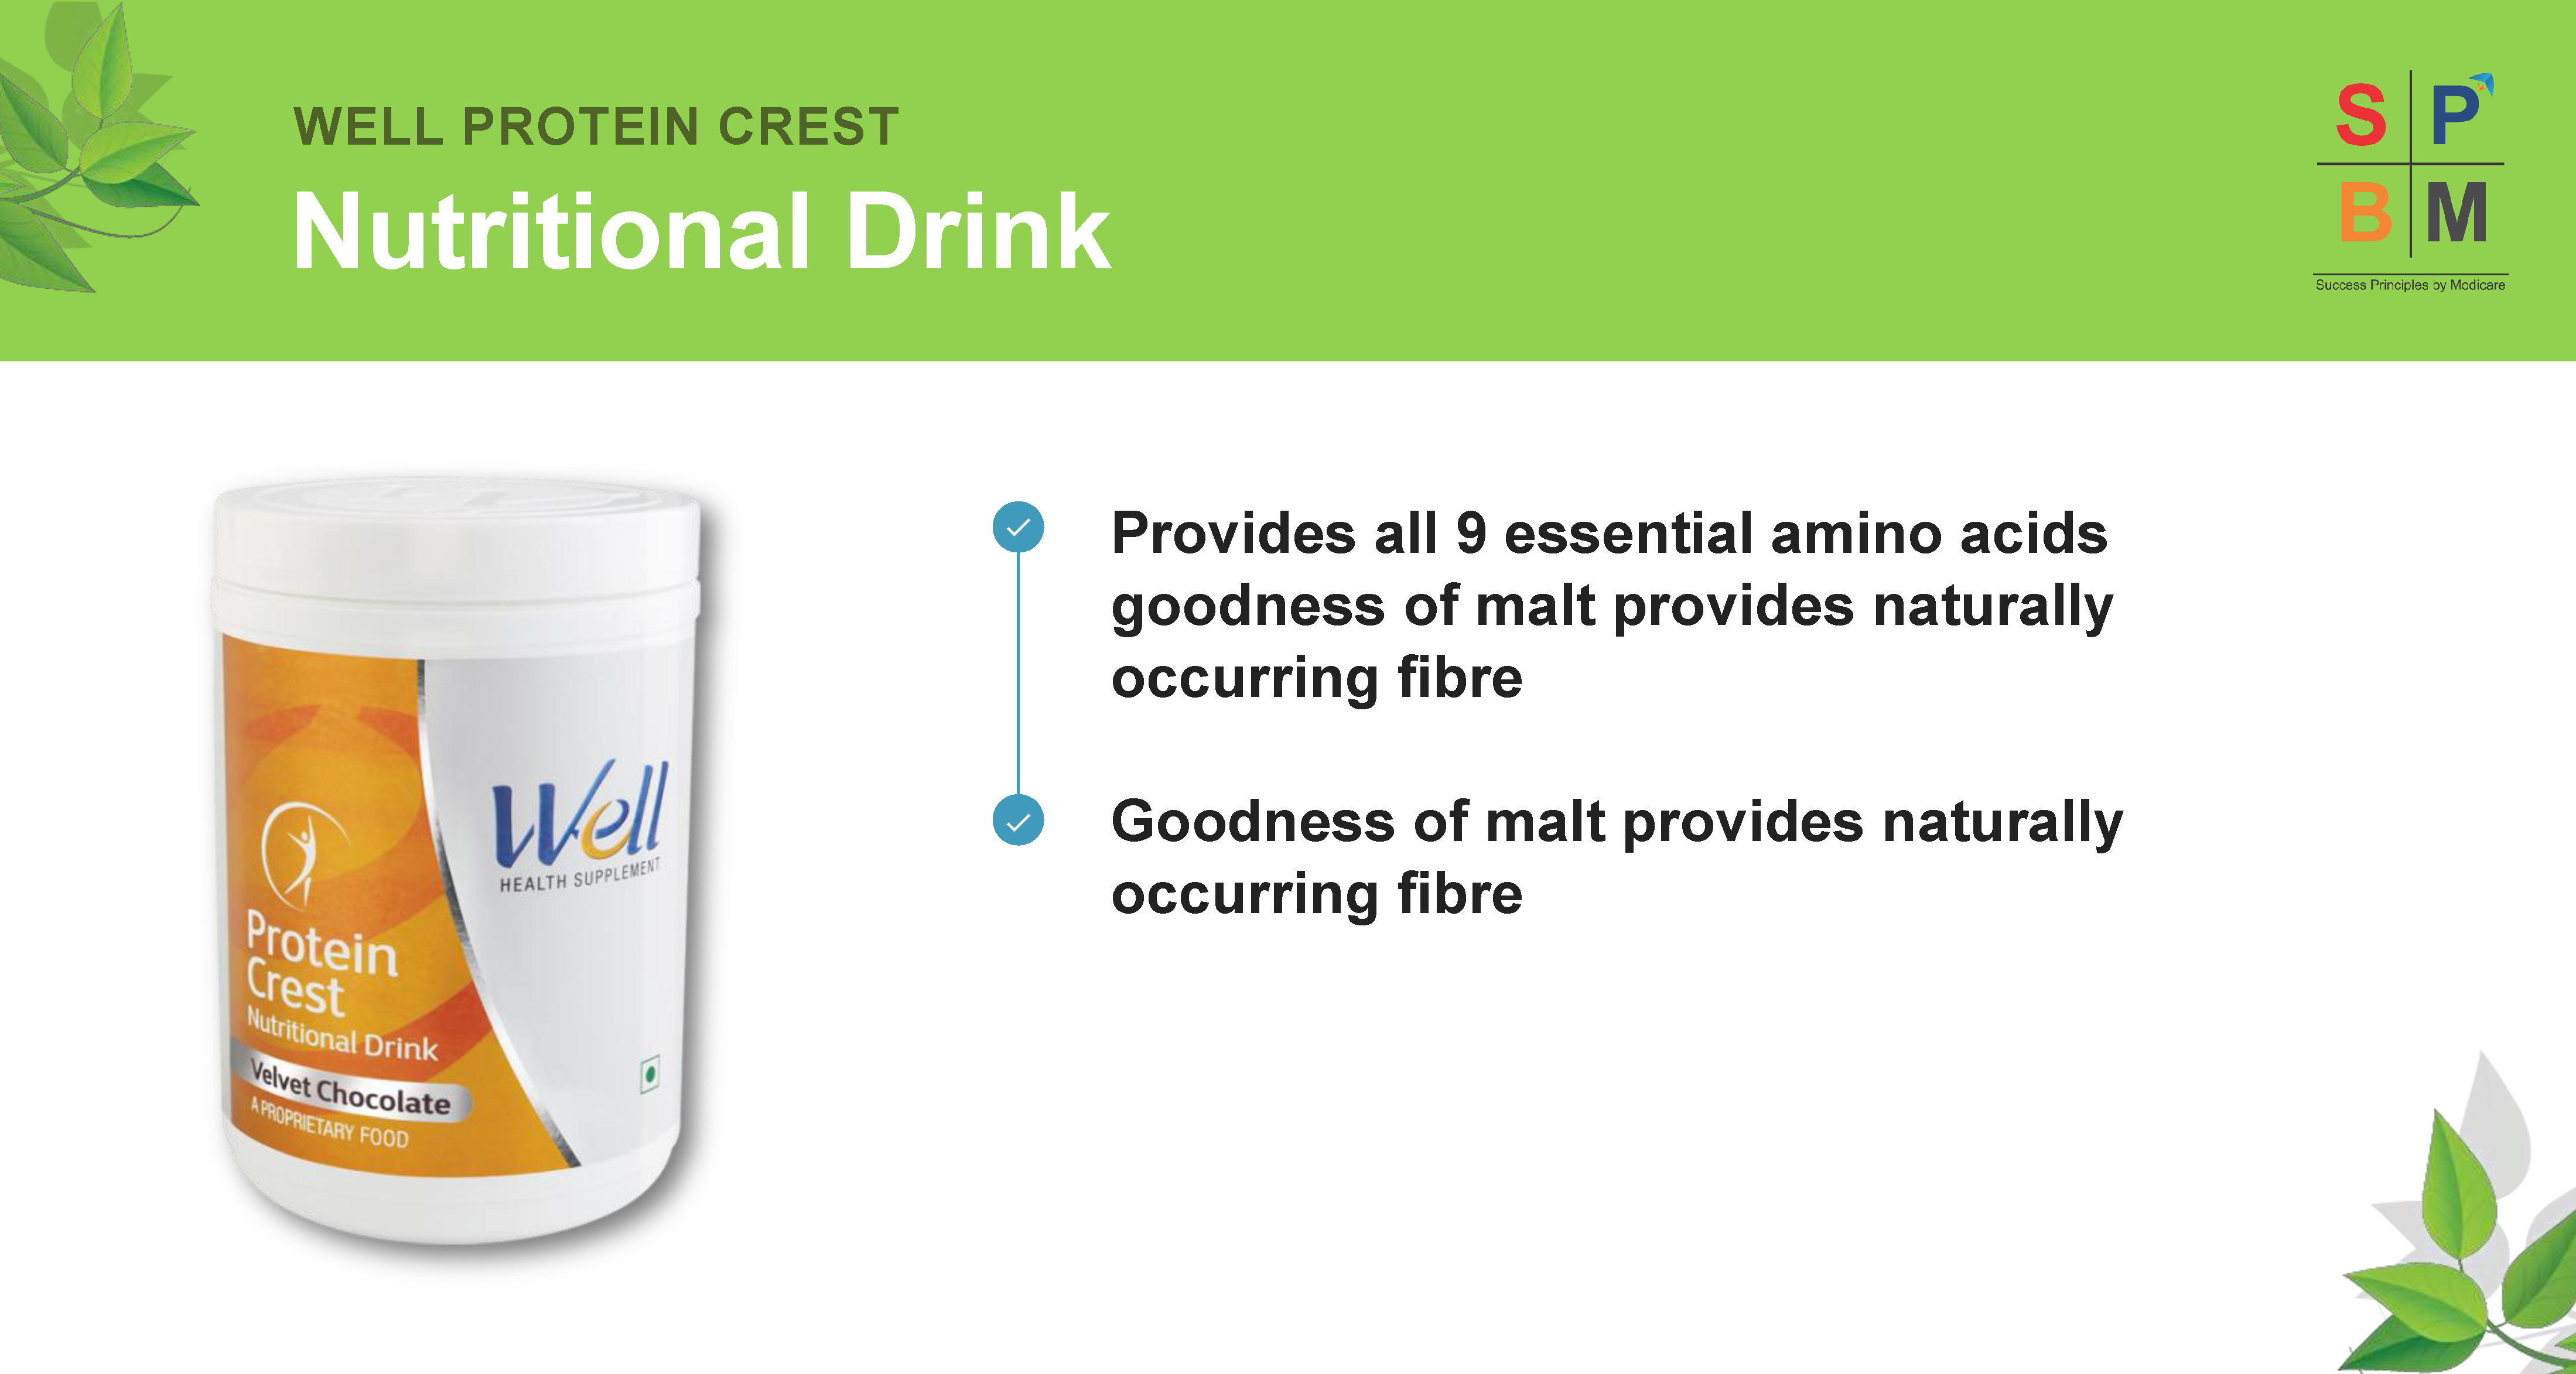 WELL PROTEIN CREST
Nutritional Drink
S P
B M
Success Principles by Modicare
Provides all 9 essential amino acids
goodness of malt provides naturally
occurring fibre
Goodness of malt provides naturally
occurring fibre
Well
HEALTH SUPPLEMENT
Protein
Crest
Nutritional Drink
Velvet Chocolate
A PROPRIETARY FOOD